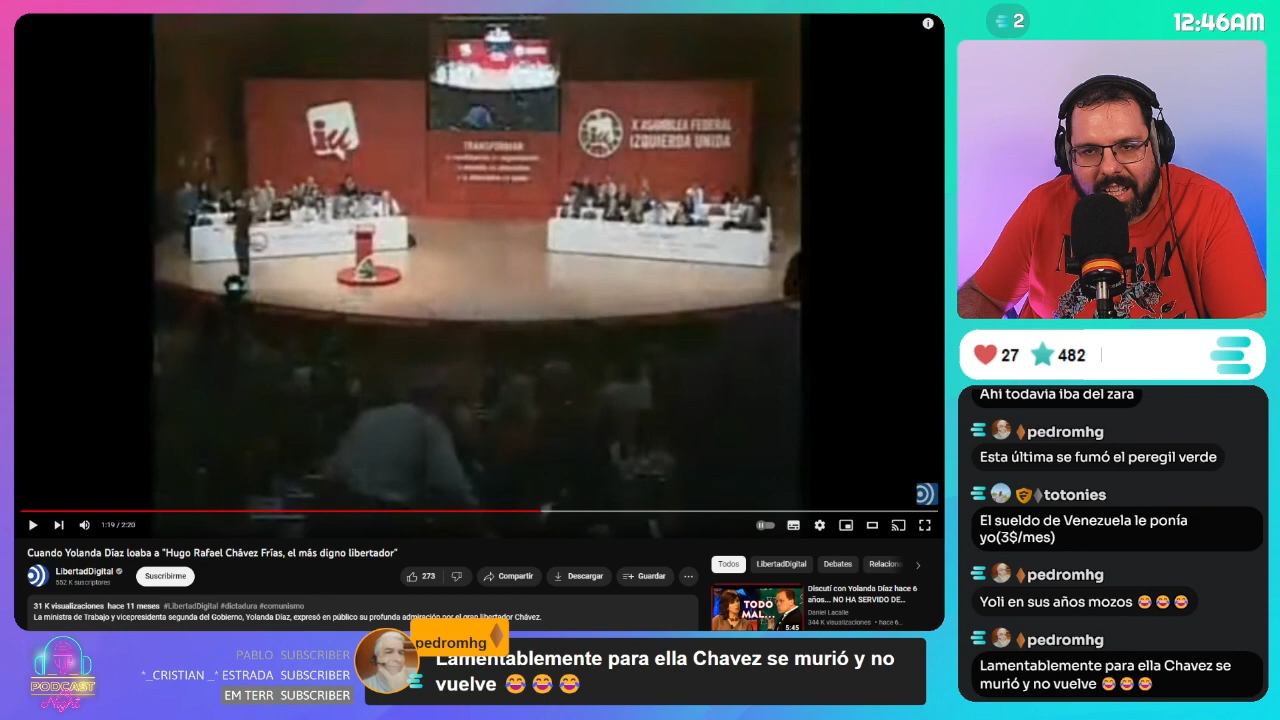 iu
X ASAMBLEA FEDERAL
IZQUIERDA UNIDA
TRANSFORMAR
1:19 / 2:20
Cuando Yolanda Díaz loaba a "Hugo Rafael Chávez Frías, el más digno libertador"
LibertadDigital
552 K suscriptores
Suscribirme
273
Compartir
Descargar
Guardar
31 K visualizaciones hace 11 meses #LibertadDigital #dictadura #comunismo
La ministra de Trabajo y vicepresidenta segunda del Gobierno, Yolanda Díaz, expresó en público su profunda admiración por el gran libertador Chávez.
Todos
LibertadDigital
Debates
Relaciona
TODO
MAL...
5:45
Discutí con Yolanda Díaz hace 6
años... NO HA SERVIDO DE...
Daniel Lacalle
344 K visualizaciones • hace 6...
2
12:46AM
27
482
Ahi todavia iba del zara
pedromhg
Esta última se fumó el peregil verde
totonies
El sueldo de Venezuela le ponía
yo(3$/mes)
pedromhg
Yoli en sus años mozos 😂 😂 😂
pedromhg
Lamentablemente para ella Chavez se
murió y no vuelve 😂 😂 😂
PODCAST
Night
PABLO SUBSCRIBER
*_CRISTIAN_* ESTRADA SUBSCRIBER
EM TERR SUBSCRIBER
pedromhg
Lamentablemente para ella Chavez se murió y no
vuelve 😂 😂 😂